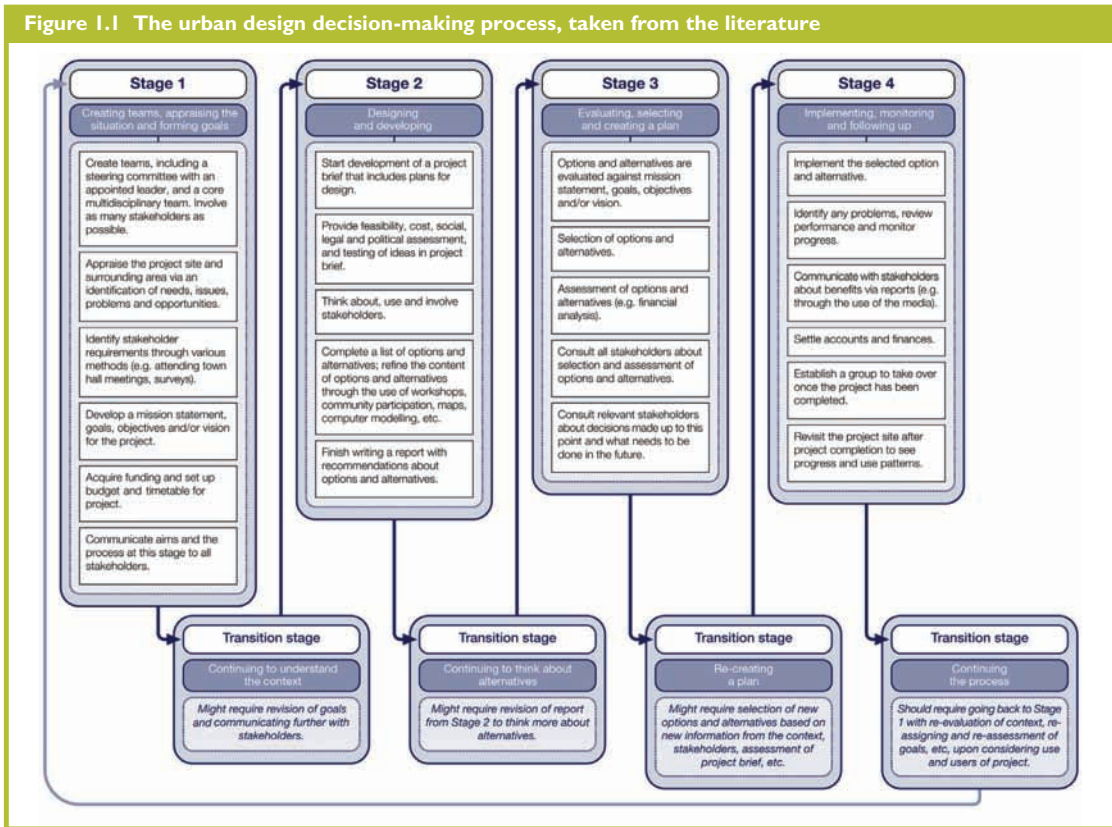 Figure 1.1 The urban design decision-making process, taken from the literature
Stage 1
Creating teams, appraising the
situation and forming goals
Create teams, including a
steering committee with an
appointed leader, and a core
multidisciplinary team. Involve
as many stakeholders as
possible.
Appraise the project site and
surrounding area via an
identification of needs, issues,
problems and opportunities.
Identify stakeholder
requirements through various
methods (e.g. attending town
hall meetings, surveys).
Develop a mission statement,
goals, objectives and/or vision
for the project.
Acquire funding and set up
budget and timetable for
project.
Communicate aims and the
process at this stage to all
stakeholders.
Transition stage
Continuing to understand
the context
Might require revision of goals
and communicating further with
stakeholders.
Stage 2
Designing
and developing
Start development of a project
brief that includes plans for
design.
Provide feasibility, cost, social,
legal and political assessment,
and testing of ideas in project
brief.
Think about, use and involve
stakeholders.
Complete a list of options and
alternatives; refine the content
of options and alternatives
through the use of workshops,
community participation, maps,
computer modelling, etc.
Finish writing a report with
recommendations about
options and alternatives.
Transition stage
Continuing to think about
alternatives
Might require revision of report
from Stage 2 to think more about
alternatives.
Stage 3
Evaluating, selecting
and creating a plan
Options and alternatives are
evaluated against mission
statement, goals, objectives
and/or vision.
Selection of options and
alternatives.
Assessment of options and
alternatives (e.g. financial
analysis).
Consult all stakeholders about
selection and assessment of
options and alternatives.
Consult relevant stakeholders
about decisions made up to this
point and what needs to be
done in the future.
Transition stage
Re-creating
a plan
Might require selection of new
options and alternatives based on
new information from the context,
stakeholders, assessment of
project brief, etc.
Stage 4
Implementing, monitoring
and following up
Implement the selected option
and alternative.
Identify any problems, review
performance and monitor
progress.
Communicate with stakeholders
about benefits via reports (e.g.
through the use of the media).
Settle accounts and finances.
Establish a group to take over
once the project has been
completed.
Revisit the project site after
project completion to see
progress and use patterns.
Transition stage
Continuing
the process
Should require going back to Stage
1 with re-evaluation of context, re-
assigning and re-assessment of
goals, etc, upon considering use
and users of project.